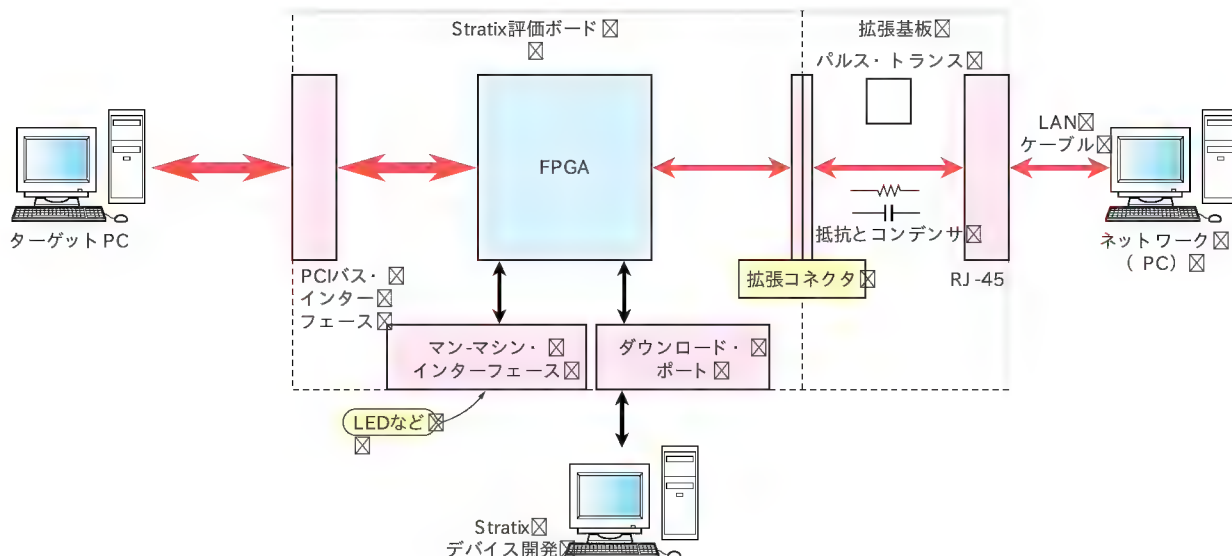 Stratix評価ボード
拡張基板
パルス・トランス
FPGA
LAN
ケーブル
ターゲットPC
抵抗とコンデンサ
ネットワーク
(PC)
PCIバス・
インター
フェース
拡張コネクタ
RJ-45
マン-マシン・
インターフェース
ダウンロード・
ポート
LEDなど
Stratix
デバイス開発